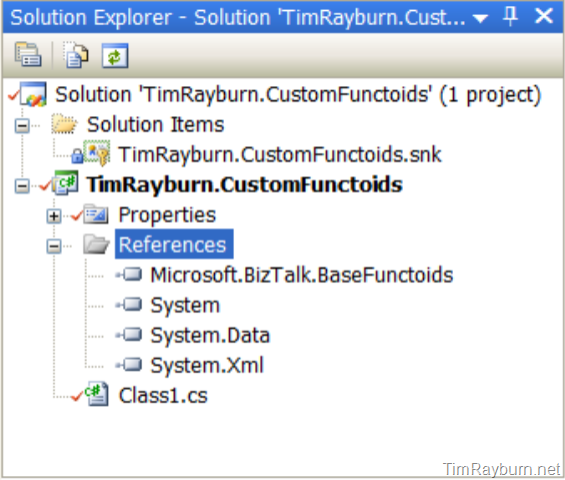 Solution Explorer - Solution 'TimRayburn.Cust...
Solution 'TimRayburn.CustomFunctoids' (1 project)
Solution Items
TimRayburn.CustomFunctoids.snk
TimRayburn.CustomFunctoids
Properties
References
Microsoft.BizTalk.BaseFunctoids
System
System.Data
System.Xml
Class1.cs
TimRayburn.net